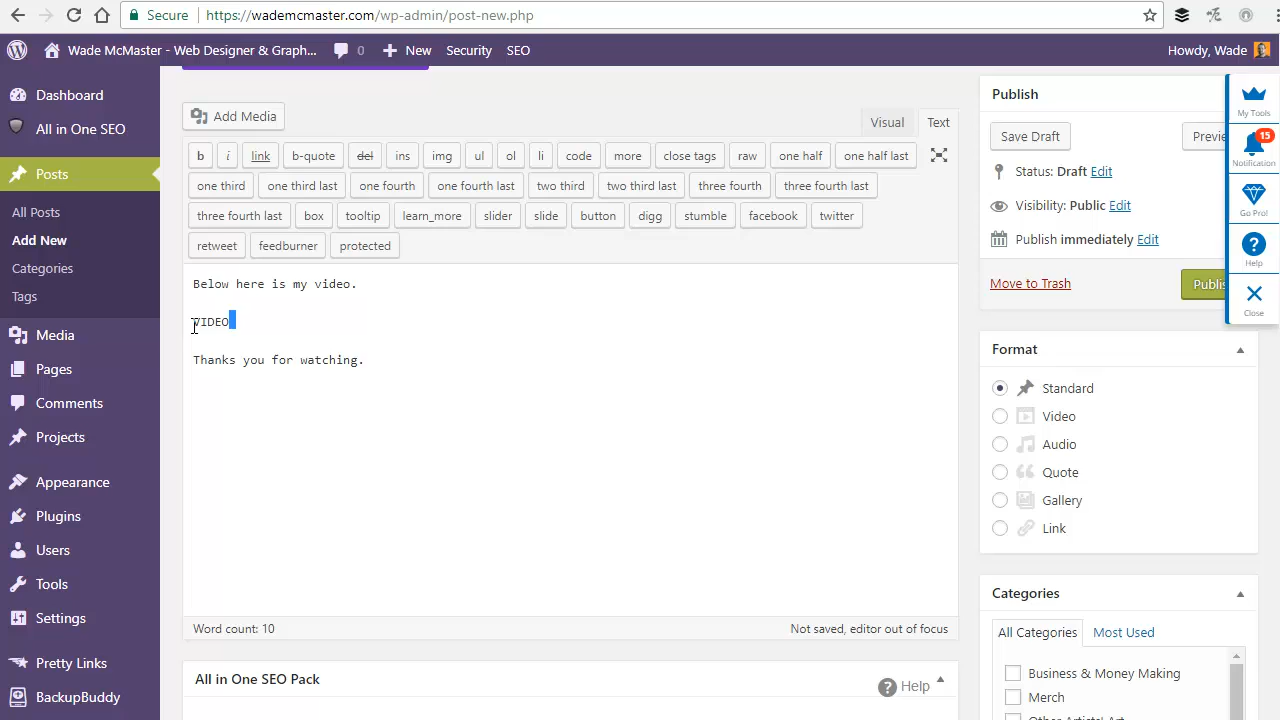 Secure https://wademcmaster.com/wp-admin/post-new.php
Wade McMaster - Web Designer & Graph... 0 New Security SEO Howdy, Wade
Dashboard
All in One SEO
Posts
All Posts
Add New
Categories
Tags
Media
Pages
Comments
Projects
Appearance
Plugins
Users
Tools
Settings
Pretty Links
BackupBuddy
Add Media
Visual Text
b i link b-quote del ins img ul ol li code more close tags raw one half one half last
one third one third last one fourth one fourth last two third two third last three fourth three fourth last
three fourth last box tooltip learn_more slider slide button digg stumble facebook twitter
retweet feedburner protected
Below here is my video.
VIDEO
Thanks you for watching.
Word count: 10 Not saved, editor out of focus
All in One SEO Pack
Help
Publish
Save Draft Previe
Status: Draft Edit
Visibility: Public Edit
Publish immediately Edit
Move to Trash Publis
Format
Standard
Video
Audio
Quote
Gallery
Link
Categories
All Categories Most Used
Business & Money Making
Merch
My Tools
15
Notification
Go Pro!
Help
Close